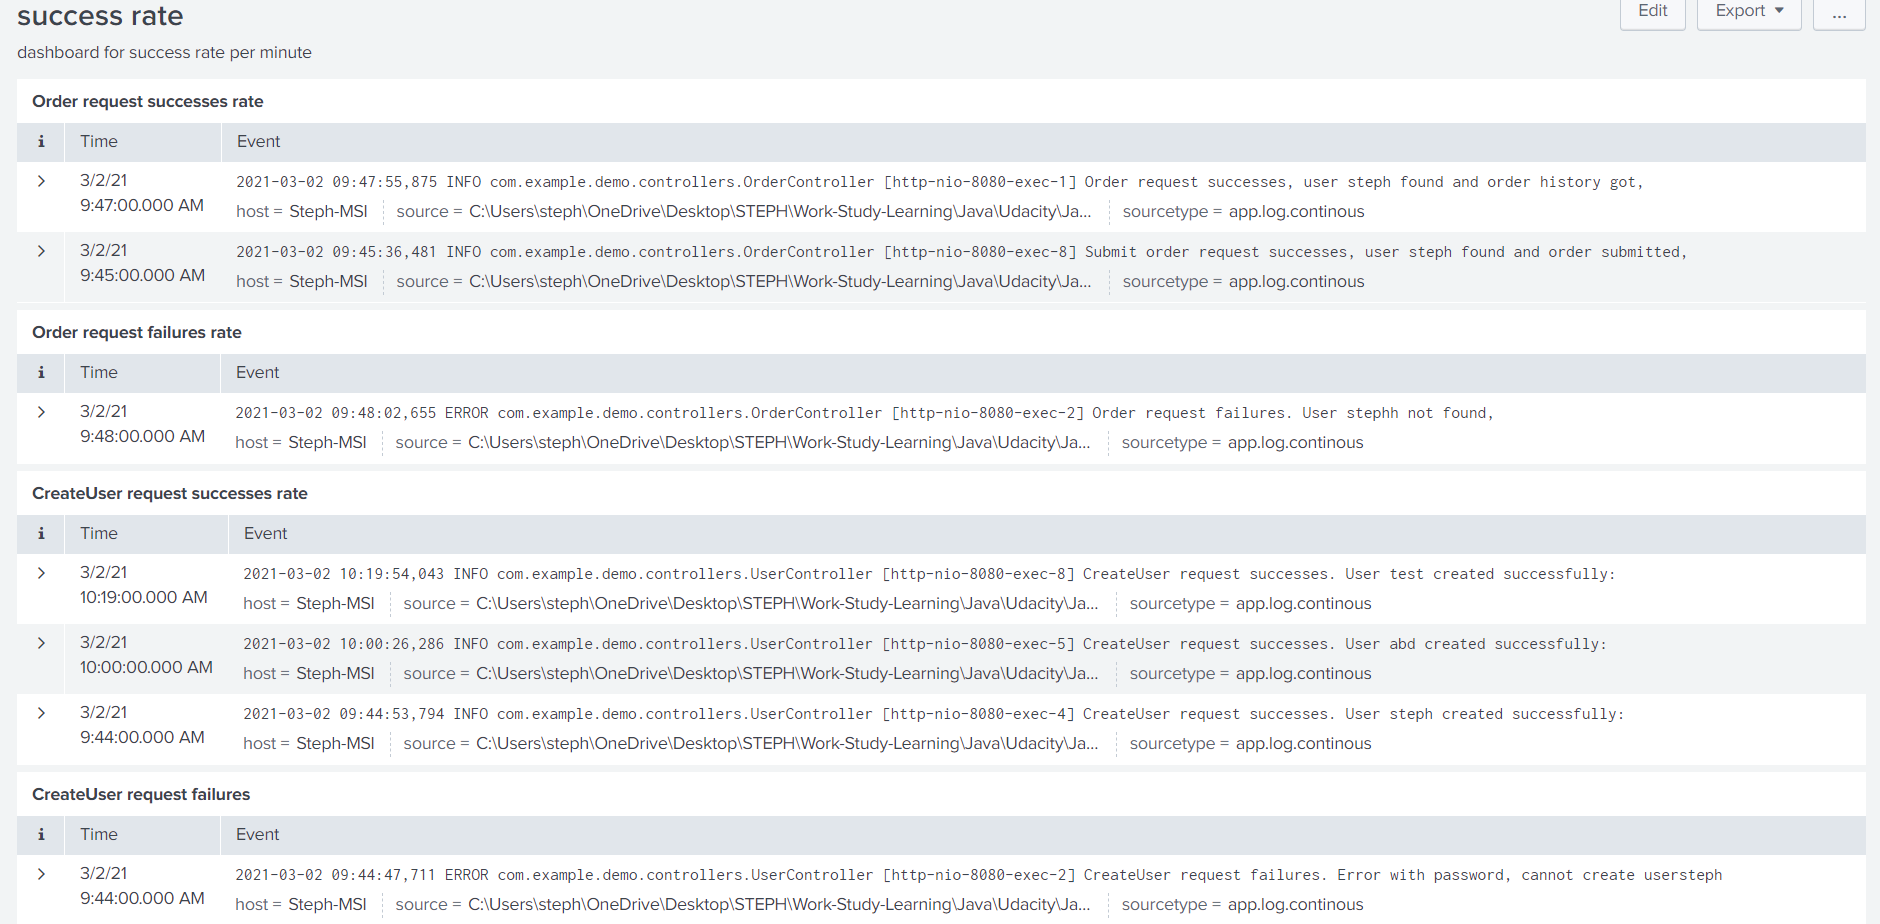 success rate
Edit
Export
...
dashboard for success rate per minute
Order request successes rate
i Time Event
3/2/21 2021-03-02 09:47:55,875 INFO com.example.demo.controllers.OrderController [http-nio-8080-exec-1] Order request successes, user steph found and order history got,
9:47:00.000 AM host = Steph-MSI source = C:\Users\steph\OneDrive\Desktop\STEPH\Work-Study-Learning\Java\Udacity\Ja... sourcetype = app.log.continous
3/2/21 2021-03-02 09:45:36,481 INFO com.example.demo.controllers.OrderController [http-nio-8080-exec-8] Submit order request successes, user steph found and order submitted,
9:45:00.000 AM host = Steph-MSI source = C:\Users\steph\OneDrive\Desktop\STEPH\Work-Study-Learning\Java\Udacity\Ja... sourcetype = app.log.continous
Order request failures rate
i Time Event
3/2/21 2021-03-02 09:48:02,655 ERROR com.example.demo.controllers.OrderController [http-nio-8080-exec-2] Order request failures. User stephh not found,
9:48:00.000 AM host = Steph-MSI source = C:\Users\steph\OneDrive\Desktop\STEPH\Work-Study-Learning\Java\Udacity\Ja... sourcetype = app.log.continous
CreateUser request successes rate
i Time Event
3/2/21 2021-03-02 10:19:54,043 INFO com.example.demo.controllers.UserController [http-nio-8080-exec-8] CreateUser request successes. User test created successfully:
10:19:00.000 AM host = Steph-MSI source = C:\Users\steph\OneDrive\Desktop\STEPH\Work-Study-Learning\Java\Udacity\Ja... sourcetype = app.log.continous
3/2/21 2021-03-02 10:00:26,286 INFO com.example.demo.controllers.UserController [http-nio-8080-exec-5] CreateUser request successes. User abd created successfully:
10:00:00.000 AM host = Steph-MSI source = C:\Users\steph\OneDrive\Desktop\STEPH\Work-Study-Learning\Java\Udacity\Ja... sourcetype = app.log.continous
3/2/21 2021-03-02 09:44:53,794 INFO com.example.demo.controllers.UserController [http-nio-8080-exec-4] CreateUser request successes. User steph created successfully:
9:44:00.000 AM host = Steph-MSI source = C:\Users\steph\OneDrive\Desktop\STEPH\Work-Study-Learning\Java\Udacity\Ja... sourcetype = app.log.continous
CreateUser request failures
i Time Event
3/2/21 2021-03-02 09:44:47,711 ERROR com.example.demo.controllers.UserController [http-nio-8080-exec-2] CreateUser request failures. Error with password, cannot create usersteph
9:44:00.000 AM host = Steph-MSI source = C:\Users\steph\OneDrive\Desktop\STEPH\Work-Study-Learning\Java\Udacity\Ja... sourcetype = app.log.continous